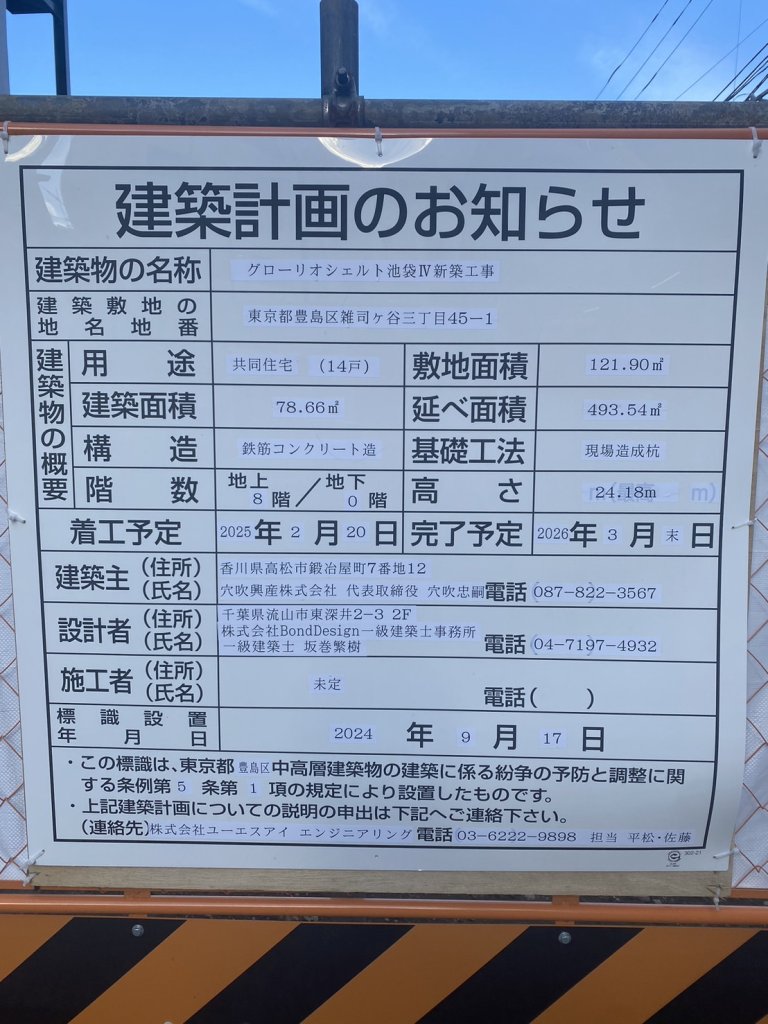 建築計画のお知らせ
建築物の名称 グローリオシェルト池袋Ⅳ新築工事
建築敷地の
地名地番 東京都豊島区雑司ヶ谷三丁目45−1
建築物の概要
用途 共同住宅 (14戸) 敷地面積 121.90㎡
建築面積 78.66㎡ 延べ面積 493.54㎡
構造 鉄筋コンクリート造 基礎工法 現場造成杭
階数 地上8階/地下0階 高さ 24.18m
着工予定 2025年2月20日 完了予定 2026年3月末日
建築主 (住所) 香川県高松市鍛冶屋町7番地12
(氏名) 穴吹興産株式会社 代表取締役 穴吹忠嗣 電話(087-822-3567
設計者 (住所) 千葉県流山市東深井2−3 2F
(氏名) 株式会社BondDesign一級建築士事務所
一級建築士 坂巻繁樹 電話(04-7197-4932
施工者 (住所)
(氏名) 未定 電話( )
標識設置
年月日 2024年9月17日
・この標識は、東京都豊島区中高層建築物の建築に係る紛争の予防と調整に関
する条例第5条第1項の規定により設置したものです。
・上記建築計画についての説明の申出は下記へご連絡下さい。
(連絡先)株式会社ユーエスアイ エンジニアリング 電話03-6222-9898 担当 平松・佐藤
302-21